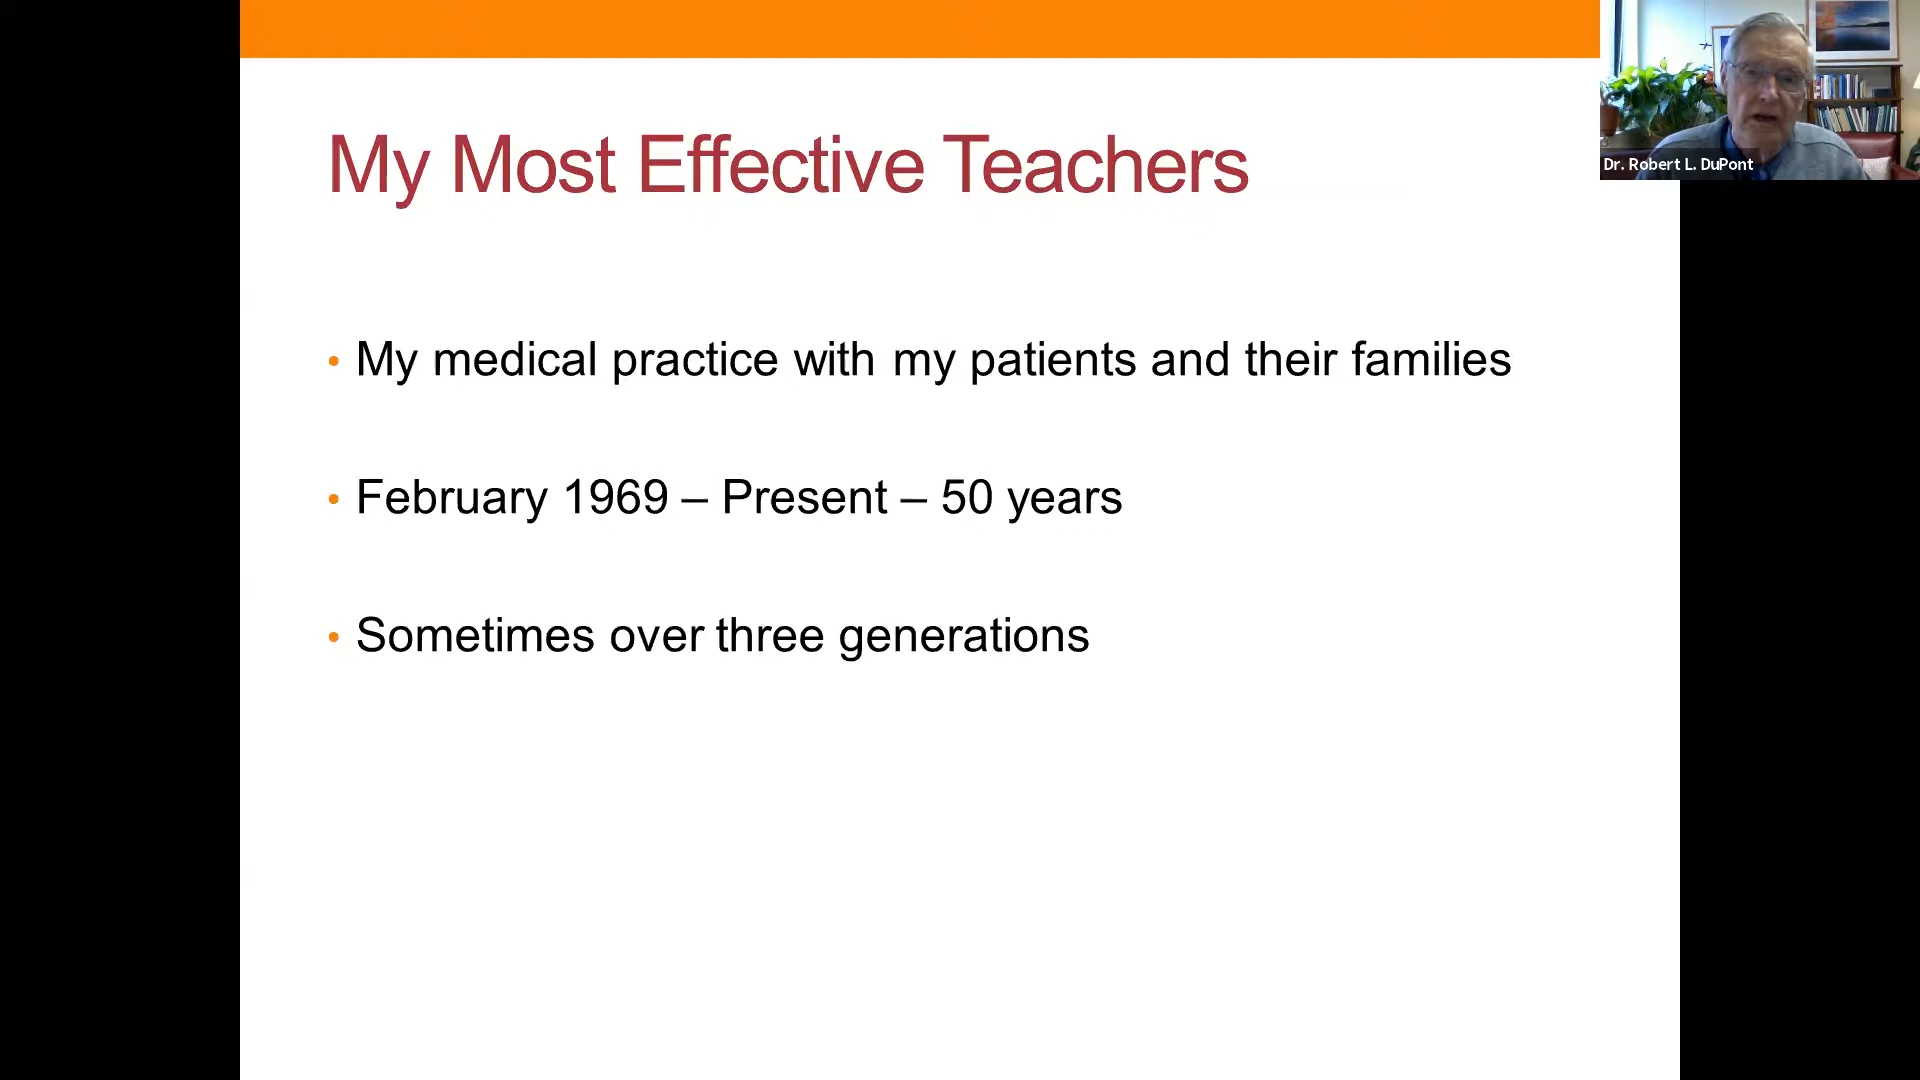 My Most Effective Teachers
Dr. Robert L. DuPont
• My medical practice with my patients and their families
• February 1969 – Present – 50 years
• Sometimes over three generations